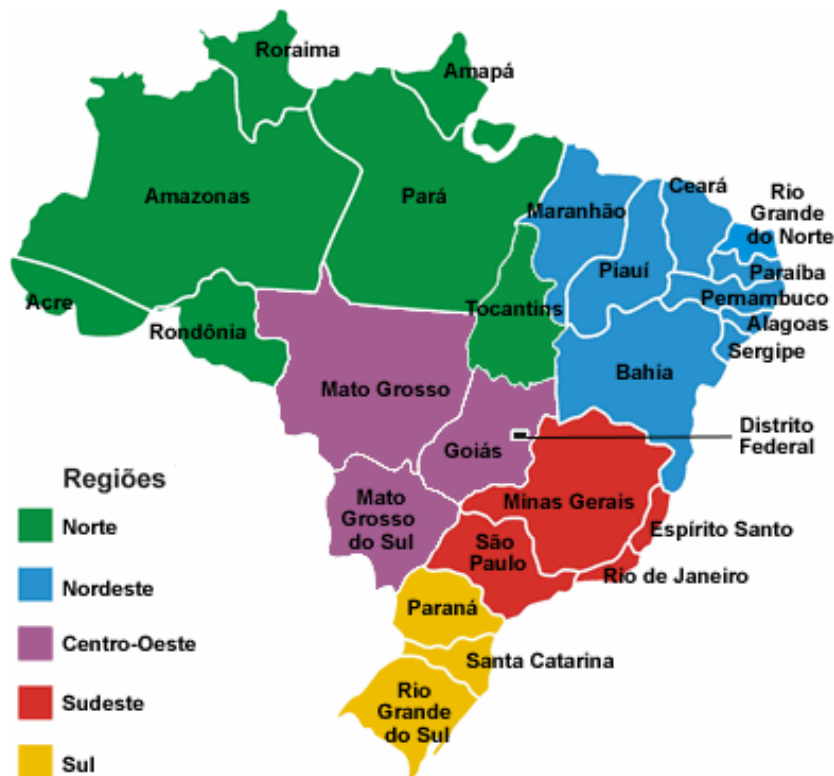 Roraima
Amapá
Amazonas
Pará
Maranhão
Ceará
Rio
Grande
do Norte
Piauí
Paraíba
Pernambuco
Acre
Rondônia
Tocantins
Alagoas
Sergipe
Bahia
Mato Grosso
Distrito
Federal
Goiás
Regiões
Mato
Grosso
do Sul
Minas Gerais
Norte
Espírito Santo
São
Paulo
Rio de Janeiro
Nordeste
Paraná
Centro-Oeste
Santa Catarina
Sudeste
Rio
Grande
do Sul
Sul